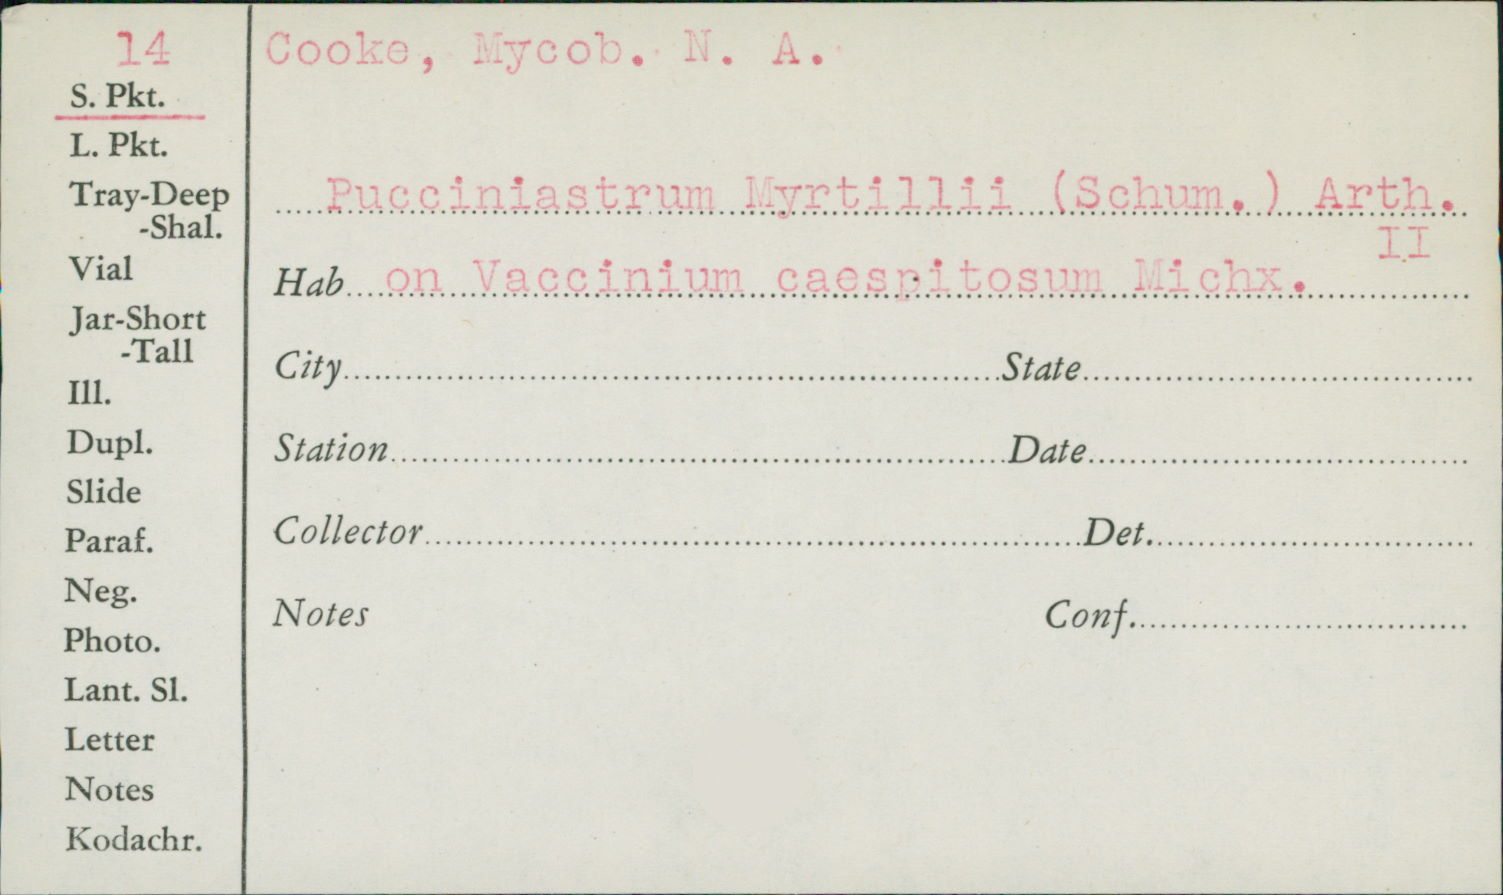 14
Cooke, Mycob. N. A.
S. Pkt.
L. Pkt.
Tray-Deep
-Shal.
Vial
Jar-Short
-Tall
Ill.
Dupl.
Slide
Paraf.
Neg.
Photo.
Lant. Sl.
Letter
Notes
Kodachr.
Pucciniastrum Myrtillii (Schum.) Arth.
II
Hab on Vaccinium caespitosum Michx.
City State
Station Date
Collector Det.
Notes Conf.